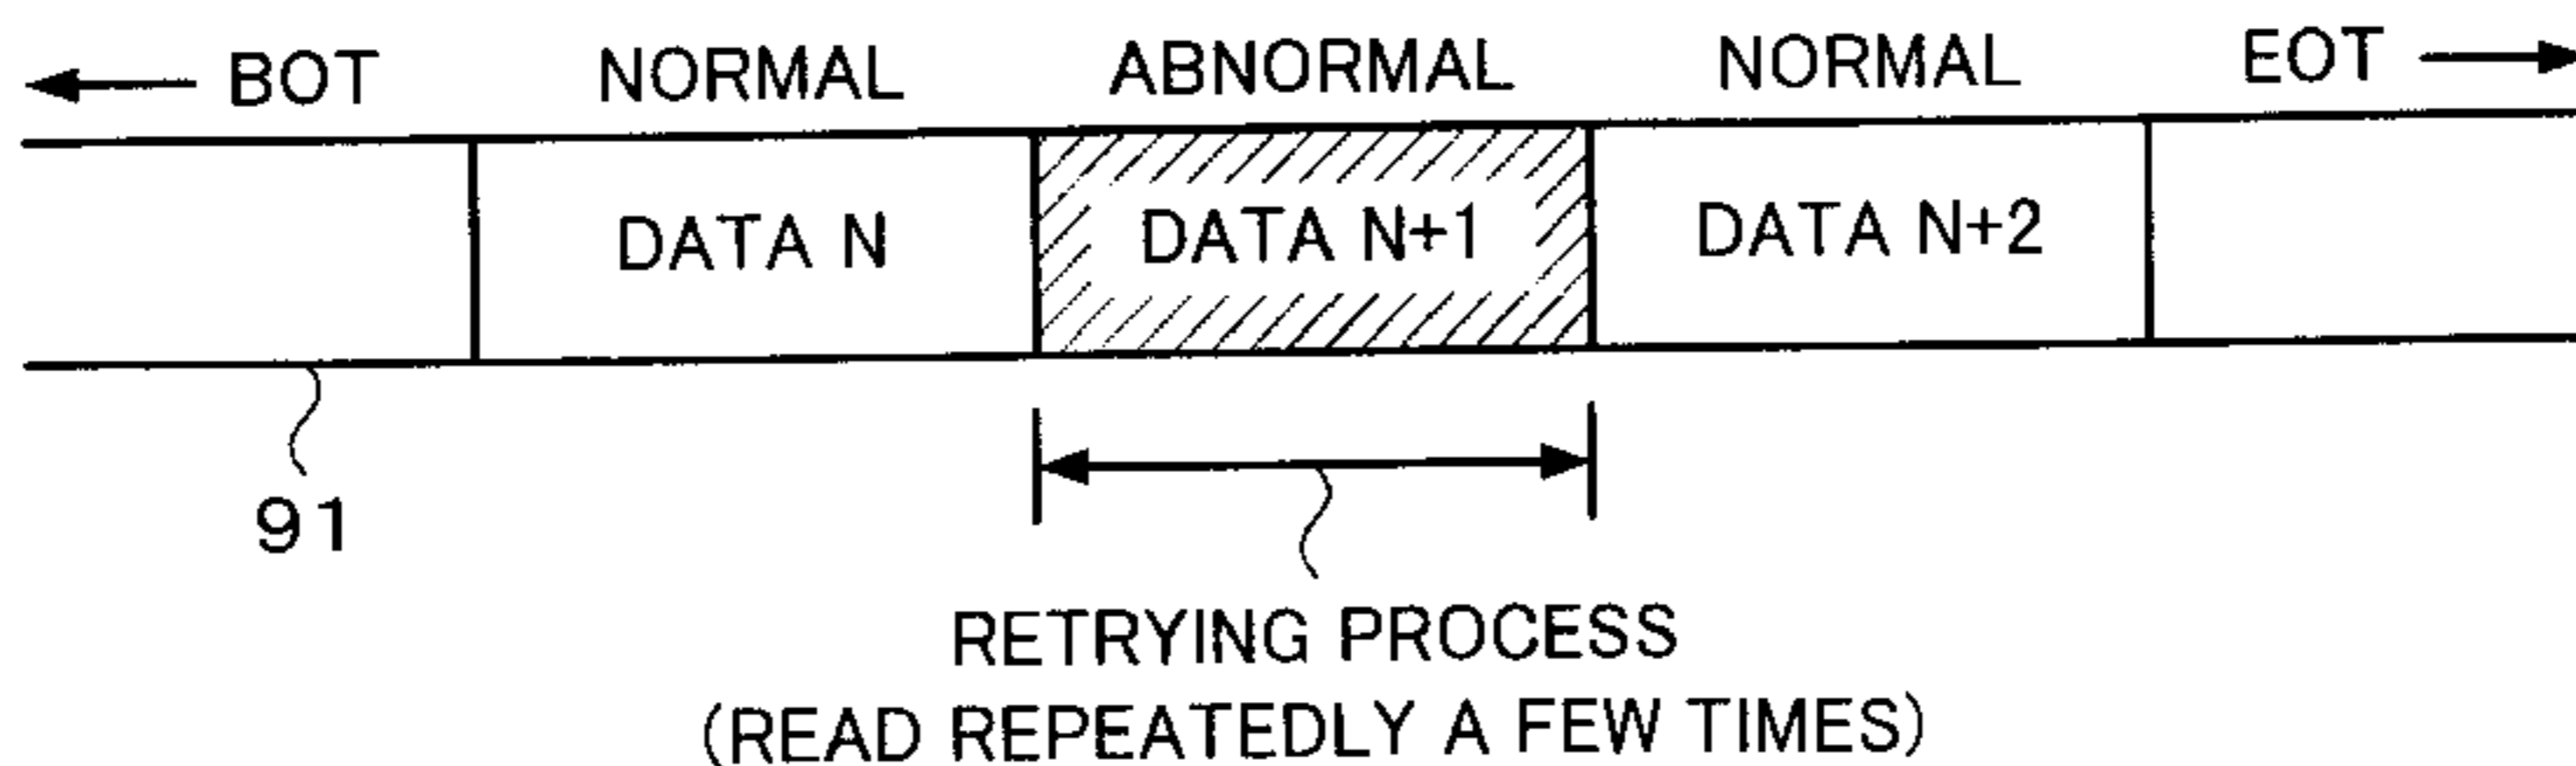 BOT NORMAL ABNORMAL NORMAL EOT
DATA N DATA N+1 DATA N+2
91
RETRYING PROCESS
(READ REPEATEDLY A FEW TIMES)